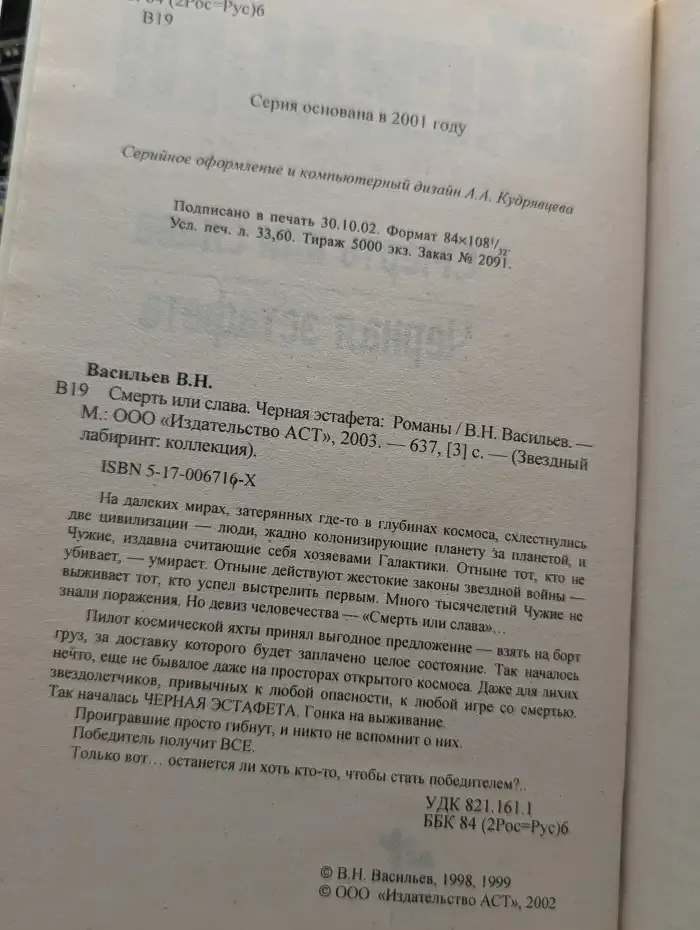 84 (2Рос=Рус)6
В19
Серия основана в 2001 году
Серийное оформление и компьютерный дизайн А.А. Кудрявцева
Подписано в печать 30.10.02. Формат 84×108 1/32.
Усл. печ. л. 33,60. Тираж 5000 экз. Заказ № 2091.
Черная эстафета
Васильев В.Н.
В19 Смерть или слава. Черная эстафета: Романы / В.Н. Васильев. —
М.: ООО «Издательство АСТ», 2003. — 637, [3] с. — (Звездный
лабиринт: коллекция).
ISBN 5-17-006716-X
На далеких мирах, затерянных где-то в глубинах космоса, схлестнулись
две цивилизации — люди, жадно колонизирующие планету за планетой, и
Чужие, издавна считающие себя хозяевами Галактики. Отныне тот, кто не
убивает, — умирает. Отныне действуют жестокие законы звездной войны —
выживает тот, кто успел выстрелить первым. Много тысячелетий Чужие не
знали поражения. Но девиз человечества — «Смерть или слава»...
Пилот космической яхты принял выгодное предложение — взять на борт
груз, за доставку которого будет заплачено целое состояние. Так началось
нечто, еще не бывалое даже на просторах открытого космоса. Даже для лихих
звездолетчиков, привычных к любой опасности, к любой игре со смертью.
Так началась ЧЕРНАЯ ЭСТАФЕТА. Гонка на выживание.
Проигравшие просто гибнут, и никто не вспомнит о них.
Победитель получит ВСЕ.
Только вот... останется ли хоть кто-то, чтобы стать победителем?..
УДК 821.161.1
ББК 84 (2Рос=Рус)6
© В.Н. Васильев, 1998, 1999
© ООО «Издательство АСТ», 2002